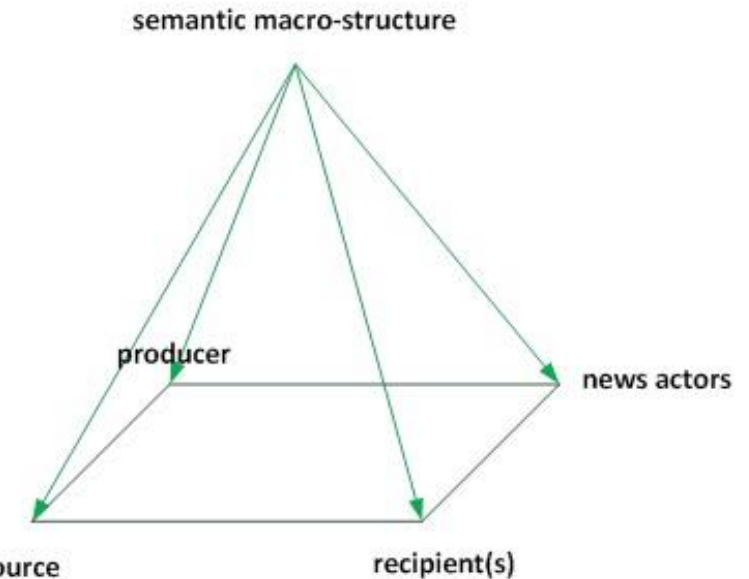 semantic macro-structure
producer
news actors
ource
recipient(s)